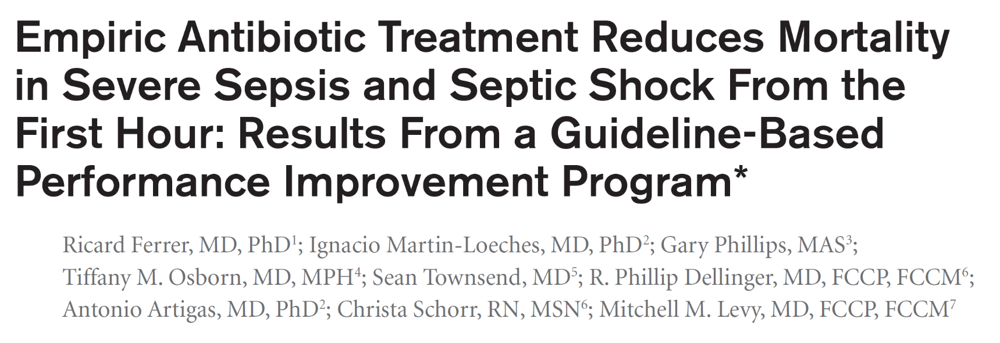 Empiric Antibiotic Treatment Reduces Mortality
in Severe Sepsis and Septic Shock From the
First Hour: Results From a Guideline-Based
Performance Improvement Program*
Ricard Ferrer, MD, PhD¹; Ignacio Martin-Loeches, MD, PhD²; Gary Phillips, MAS³;
Tiffany M. Osborn, MD, MPH⁴; Sean Townsend, MD⁵; R. Phillip Dellinger, MD, FCCP, FCCM⁶;
Antonio Artigas, MD, PhD²; Christa Schorr, RN, MSN⁶; Mitchell M. Levy, MD, FCCP, FCCM⁷